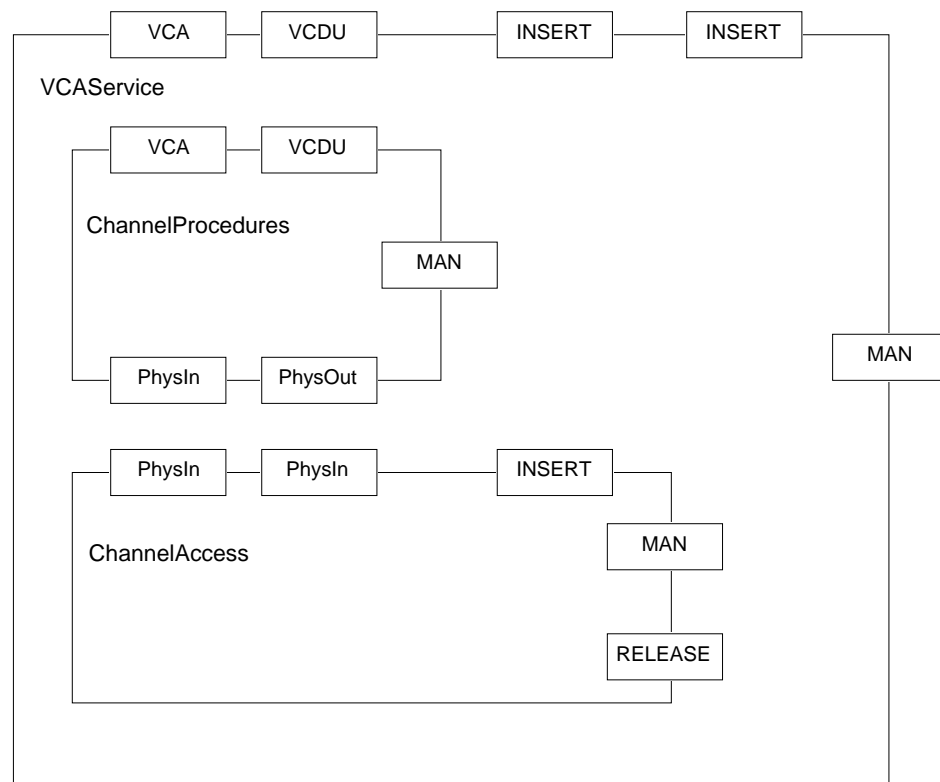 VCA VCDU INSERT INSERT
VCAService
VCA VCDU
ChannelProcedures
MAN
MAN
PhysIn PhysOut
PhysIn PhysIn INSERT
MAN
ChannelAccess
RELEASE